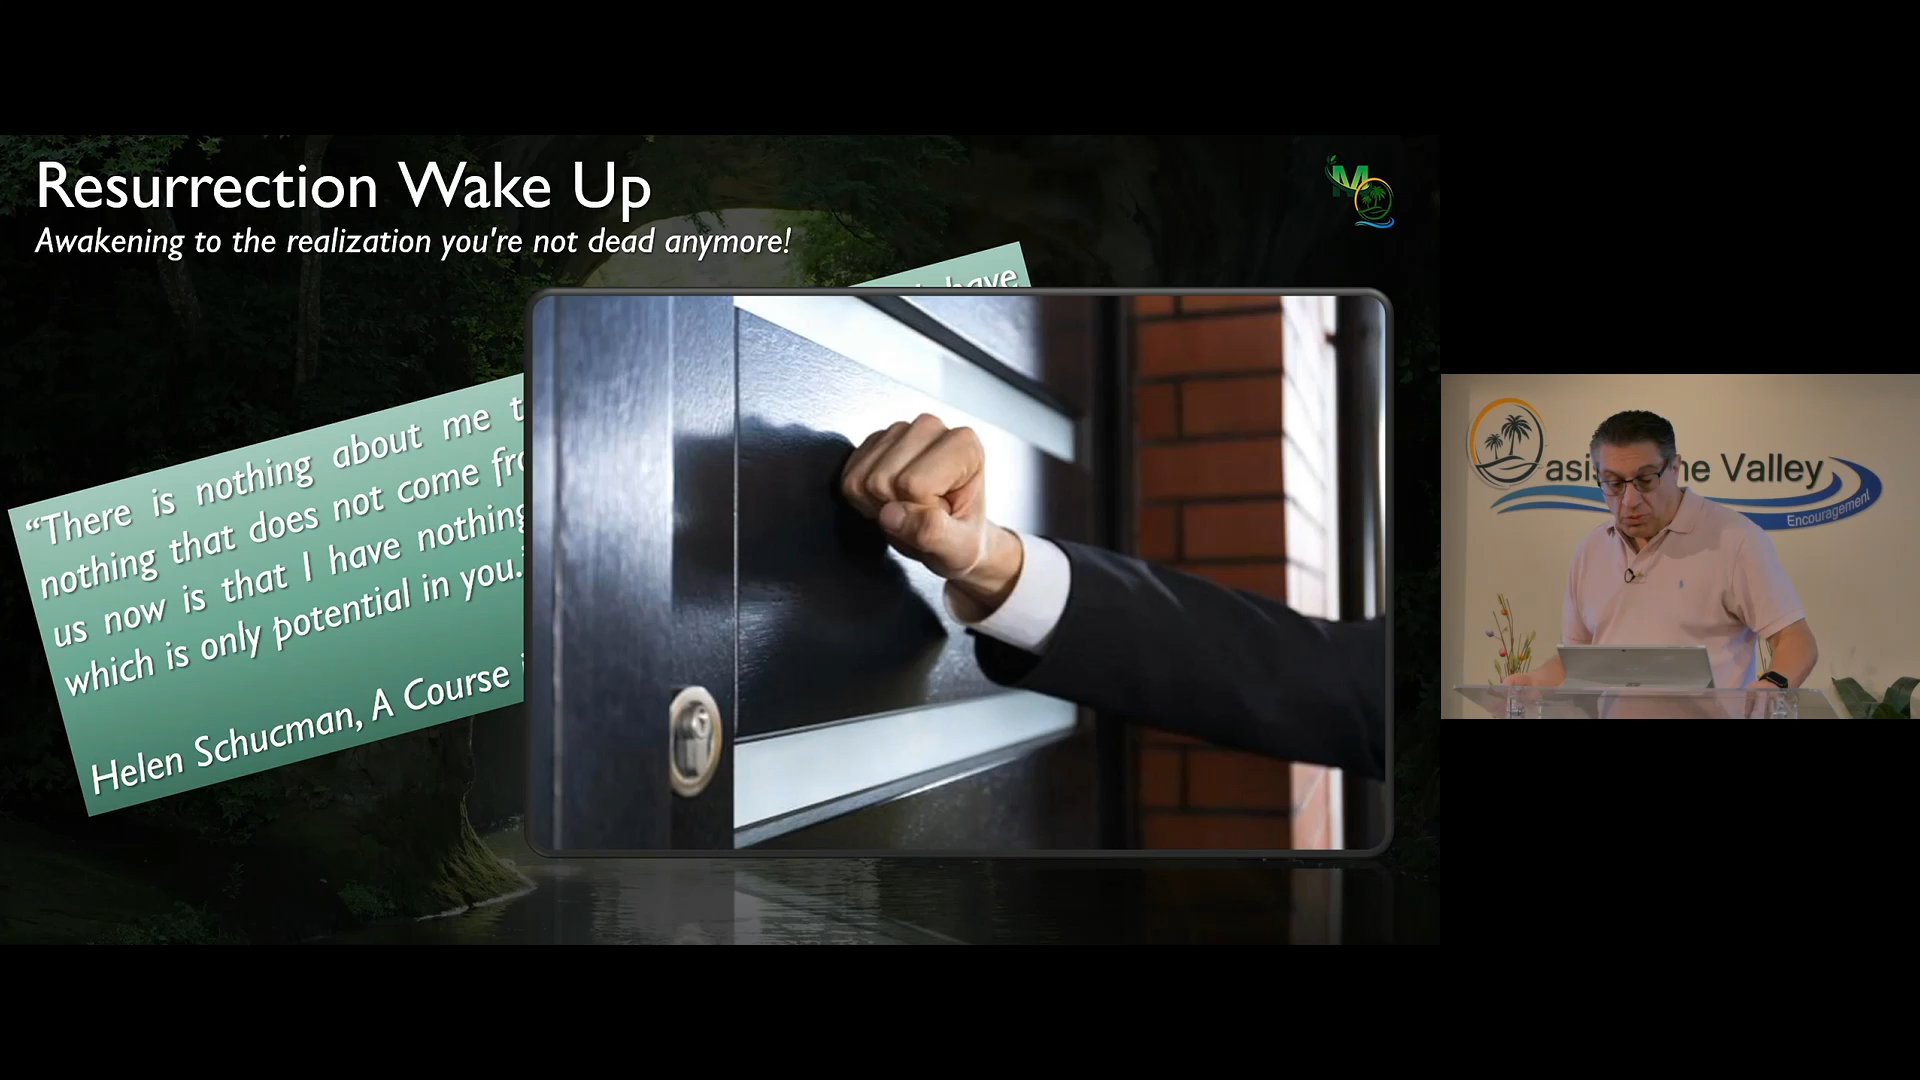 Resurrection Wake Up
Awakening to the realization you're not dead anymore!
have
“There is nothing about me
nothing that does not come
us now is that I have nothing
which is only potential in you.
Helen Schucman, A Course
M
asis the Valley
Encouragement